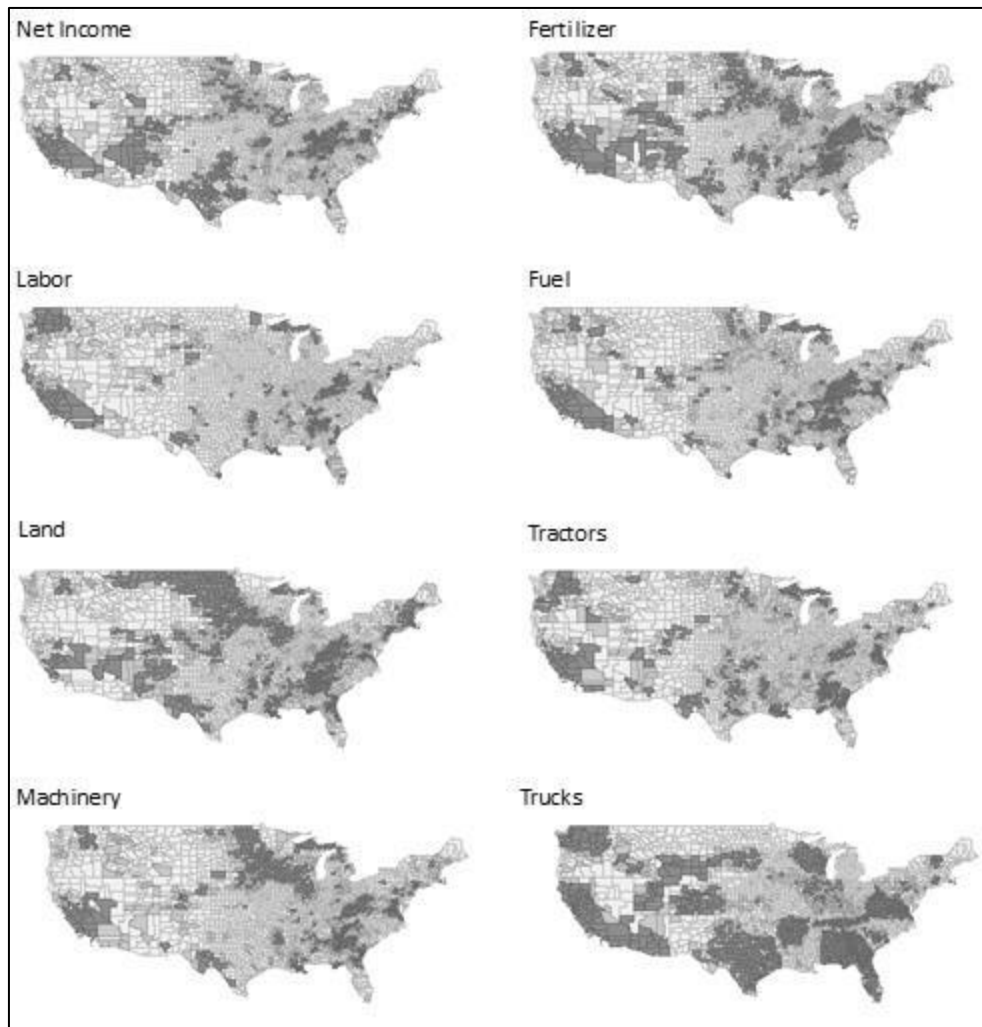 Net Income
Fertilizer
Labor
Fuel
Land
Tractors
Machinery
Trucks